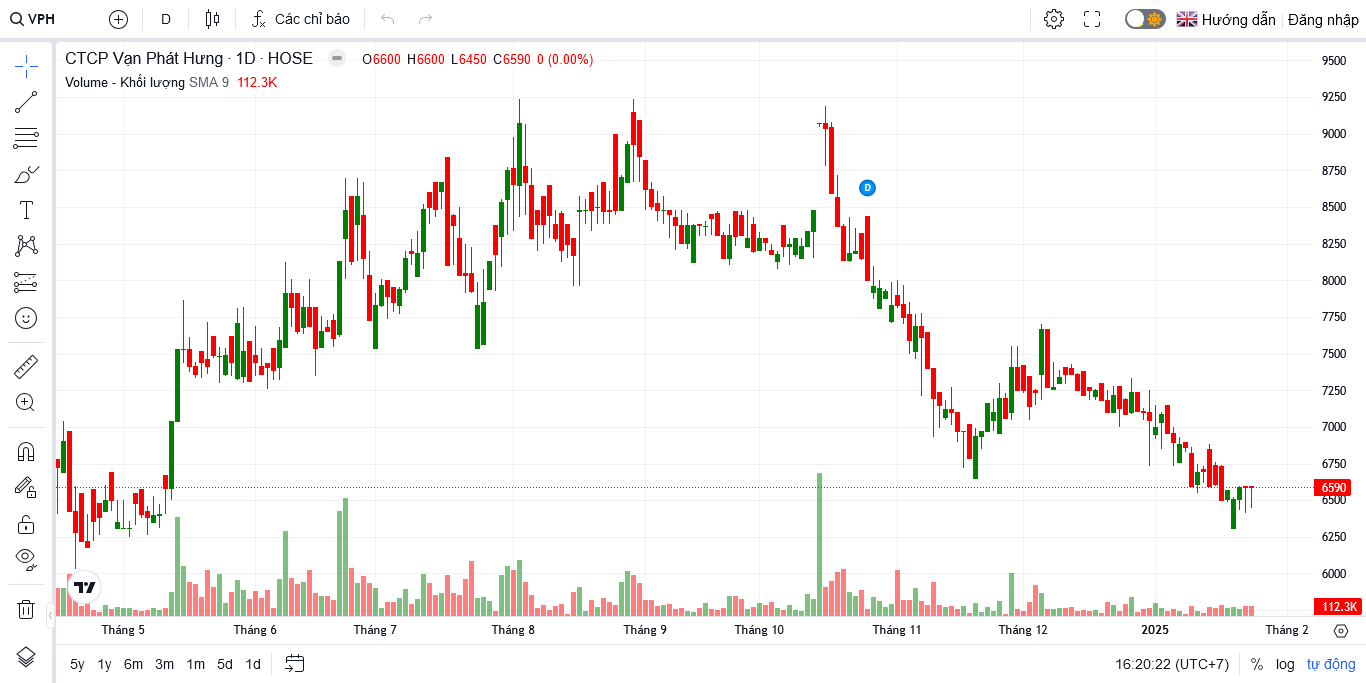 VPH D Các chỉ báo Hướng dẫn Đăng nhập
CTCP Vạn Phát Hưng · 1D · HOSE O6600 H6600 L6450 C6590 0 (0.00%)
Volume - Khối lượng SMA 9 112.3K
9500
9250
9000
8750
D
8500
8250
8000
7750
7500
7250
7000
6750
6590
6500
6250
6000
112.3K
Tháng 5 Tháng 6 Tháng 7 Tháng 8 Tháng 9 Tháng 10 Tháng 11 Tháng 12 2025 Tháng 2
5y 1y 6m 3m 1m 5d 1d 16:20:22 (UTC+7) % log tự động